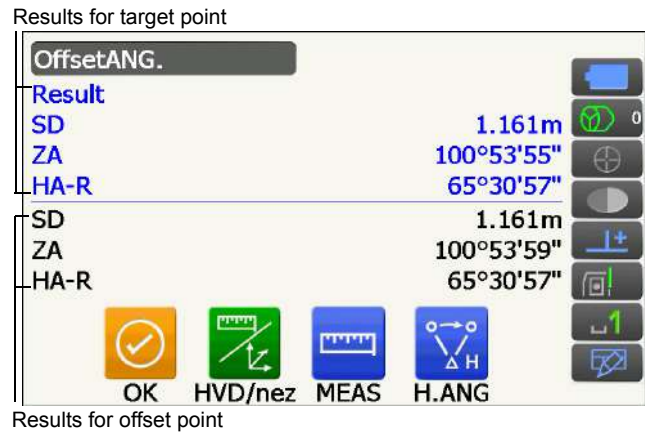 Results for target point
OffsetANG.
Result
SD 1.161m
ZA 100°53'55"
HA-R 65°30'57"
SD 1.161m
ZA 100°53'59"
HA-R 65°30'57"
0
1
OK HVD/nez MEAS H.ANG
Results for offset point